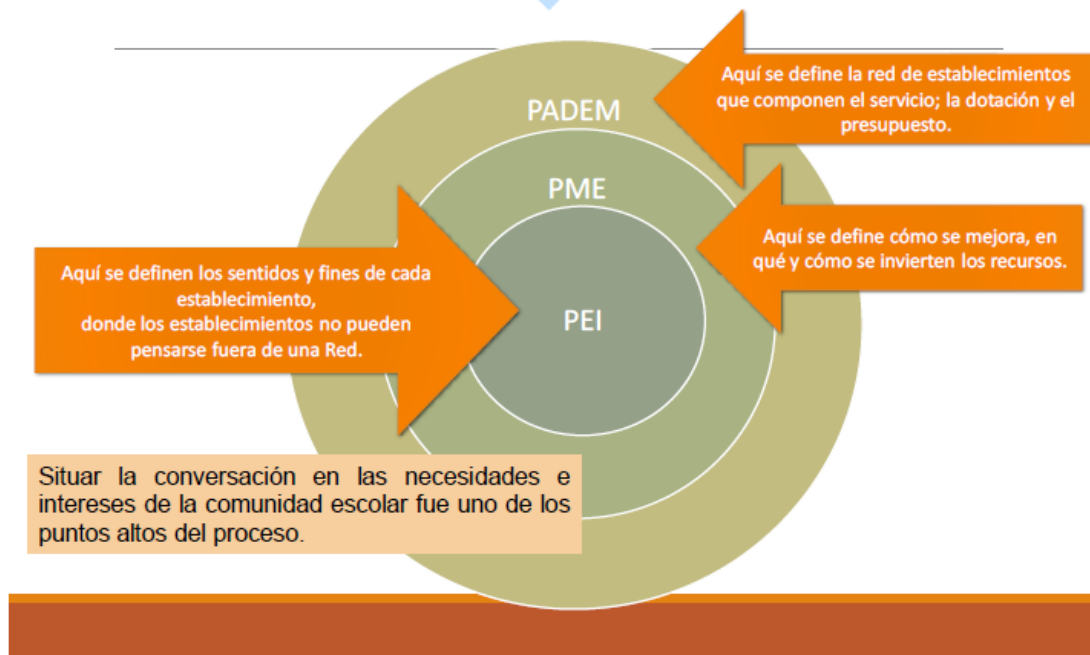 Aquí se define la red de establecimientos
que componen el servicio; la dotación y el
presupuesto.
PADEM
PME
Aquí se define cómo se mejora, en
qué y cómo se invierten los recursos.
Aquí se definen los sentidos y fines de cada
establecimiento,
donde los establecimientos no pueden
pensarse fuera de una Red.
PEI
Situar la conversación en las necesidades e
intereses de la comunidad escolar fue uno de los
puntos altos del proceso.